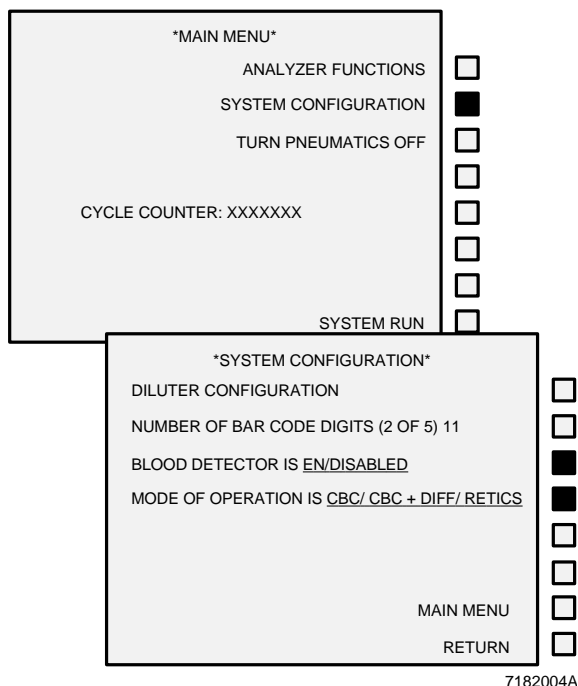 *MAIN MENU*
ANALYZER FUNCTIONS
SYSTEM CONFIGURATION
TURN PNEUMATICS OFF
CYCLE COUNTER: XXXXXXX
SYSTEM RUN
*SYSTEM CONFIGURATION*
DILUTER CONFIGURATION
NUMBER OF BAR CODE DIGITS (2 OF 5) 11
BLOOD DETECTOR IS EN/DISABLED
MODE OF OPERATION IS CBC/ CBC + DIFF/ RETICS
MAIN MENU
RETURN
7182004A